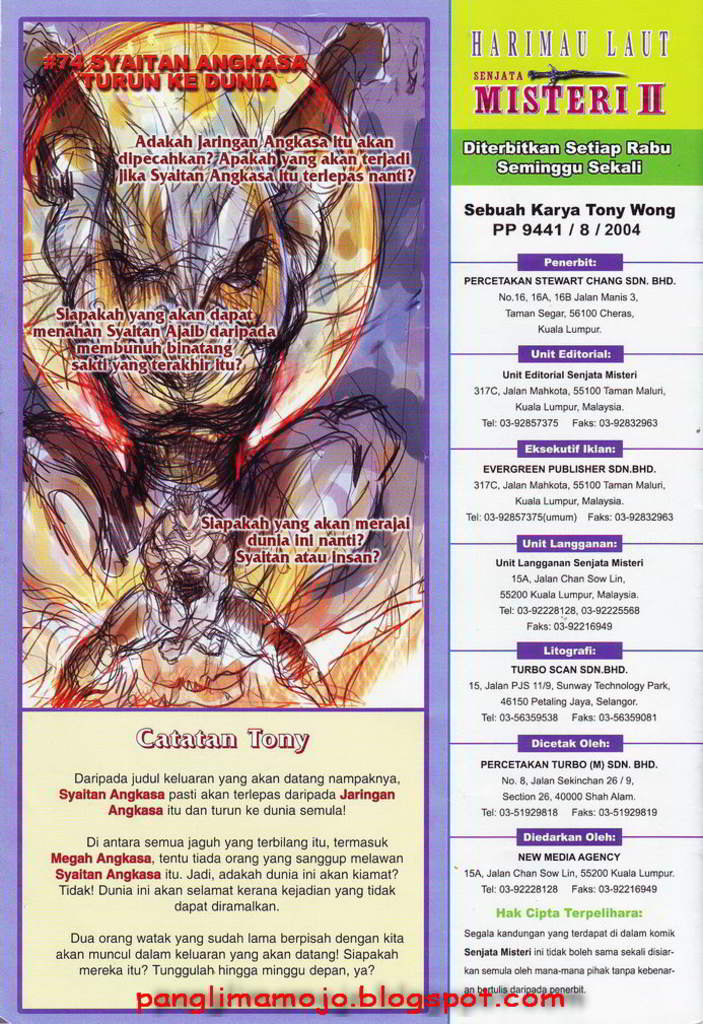 #74 SYAITAN ANGKASA
TURUN KE DUNIA
Adakah Jaringan Angkasa itu akan
dipecahkan? Apakah yang akan terjadi
jika Syaitan Angkasa itu terlepas nanti?
Siapakah yang akan dapat
menahan Syaitan Ajaib daripada
membunuh binatang
sakti yang terakhir itu?
Siapakah yang akan merajai
dunia ini nanti?
Syaitan atau Insan?
Catatan Tony
Daripada judul keluaran yang akan datang nampaknya,
Syaitan Angkasa pasti akan terlepas daripada Jaringan
Angkasa itu dan turun ke dunia semula!
Di antara semua jaguh yang terbilang itu, termasuk
Megah Angkasa, tentu tiada orang yang sanggup melawan
Syaitan Angkasa itu. Jadi, adakah dunia ini akan kiamat?
Tidak! Dunia ini akan selamat kerana kejadian yang tidak
dapat diramalkan.
Dua orang watak yang sudah lama berpisah dengan kita
akan muncul dalam keluaran yang akan datang! Siapakah
mereka itu? Tunggulah hingga minggu depan, ya?
HARIMAU LAUT
SENJATA
MISTERI II
Diterbitkan Setiap Rabu
Seminggu Sekali
Sebuah Karya Tony Wong
PP 9441 / 8 / 2004
Penerbit:
PERCETAKAN STEWART CHANG SDN. BHD.
No.16, 16A, 16B Jalan Manis 3,
Taman Segar, 56100 Cheras,
Kuala Lumpur.
Unit Editorial:
Unit Editorial Senjata Misteri
317C, Jalan Mahkota, 55100 Taman Maluri,
Kuala Lumpur, Malaysia.
Tel: 03-92857375 Faks: 03-92832963
Eksekutif Iklan:
EVERGREEN PUBLISHER SDN.BHD.
317C, Jalan Mahkota, 55100 Taman Maluri,
Kuala Lumpur, Malaysia.
Tel: 03-92857375(umum) Faks: 03-92832963
Unit Langganan:
Unit Langganan Senjata Misteri
15A, Jalan Chan Sow Lin,
55200 Kuala Lumpur, Malaysia.
Tel: 03-92228128, 03-92225568
Faks: 03-92216949
Litografi:
TURBO SCAN SDN.BHD.
15, Jalan PJS 11/9, Sunway Technology Park,
46150 Petaling Jaya, Selangor.
Tel: 03-56359538 Faks: 03-56359081
Dicetak Oleh:
PERCETAKAN TURBO (M) SDN. BHD.
No. 8, Jalan Sekinchan 26 / 9,
Section 26, 40000 Shah Alam.
Tel: 03-51929818 Faks: 03-51929819
Diedarkan Oleh:
NEW MEDIA AGENCY
15A, Jalan Chan Sow Lin, 55200 Kuala Lumpur.
Tel: 03-92228128 Faks: 03-92216949
Hak Cipta Terpelihara:
Segala kandungan yang terdapat di dalam komik
Senjata Misteri ini tidak boleh sama sekali disiar-
kan semula oleh mana-mana pihak tanpa kebenar-
an bertulis daripada penerbit.
panglimamojo.blogspot.com